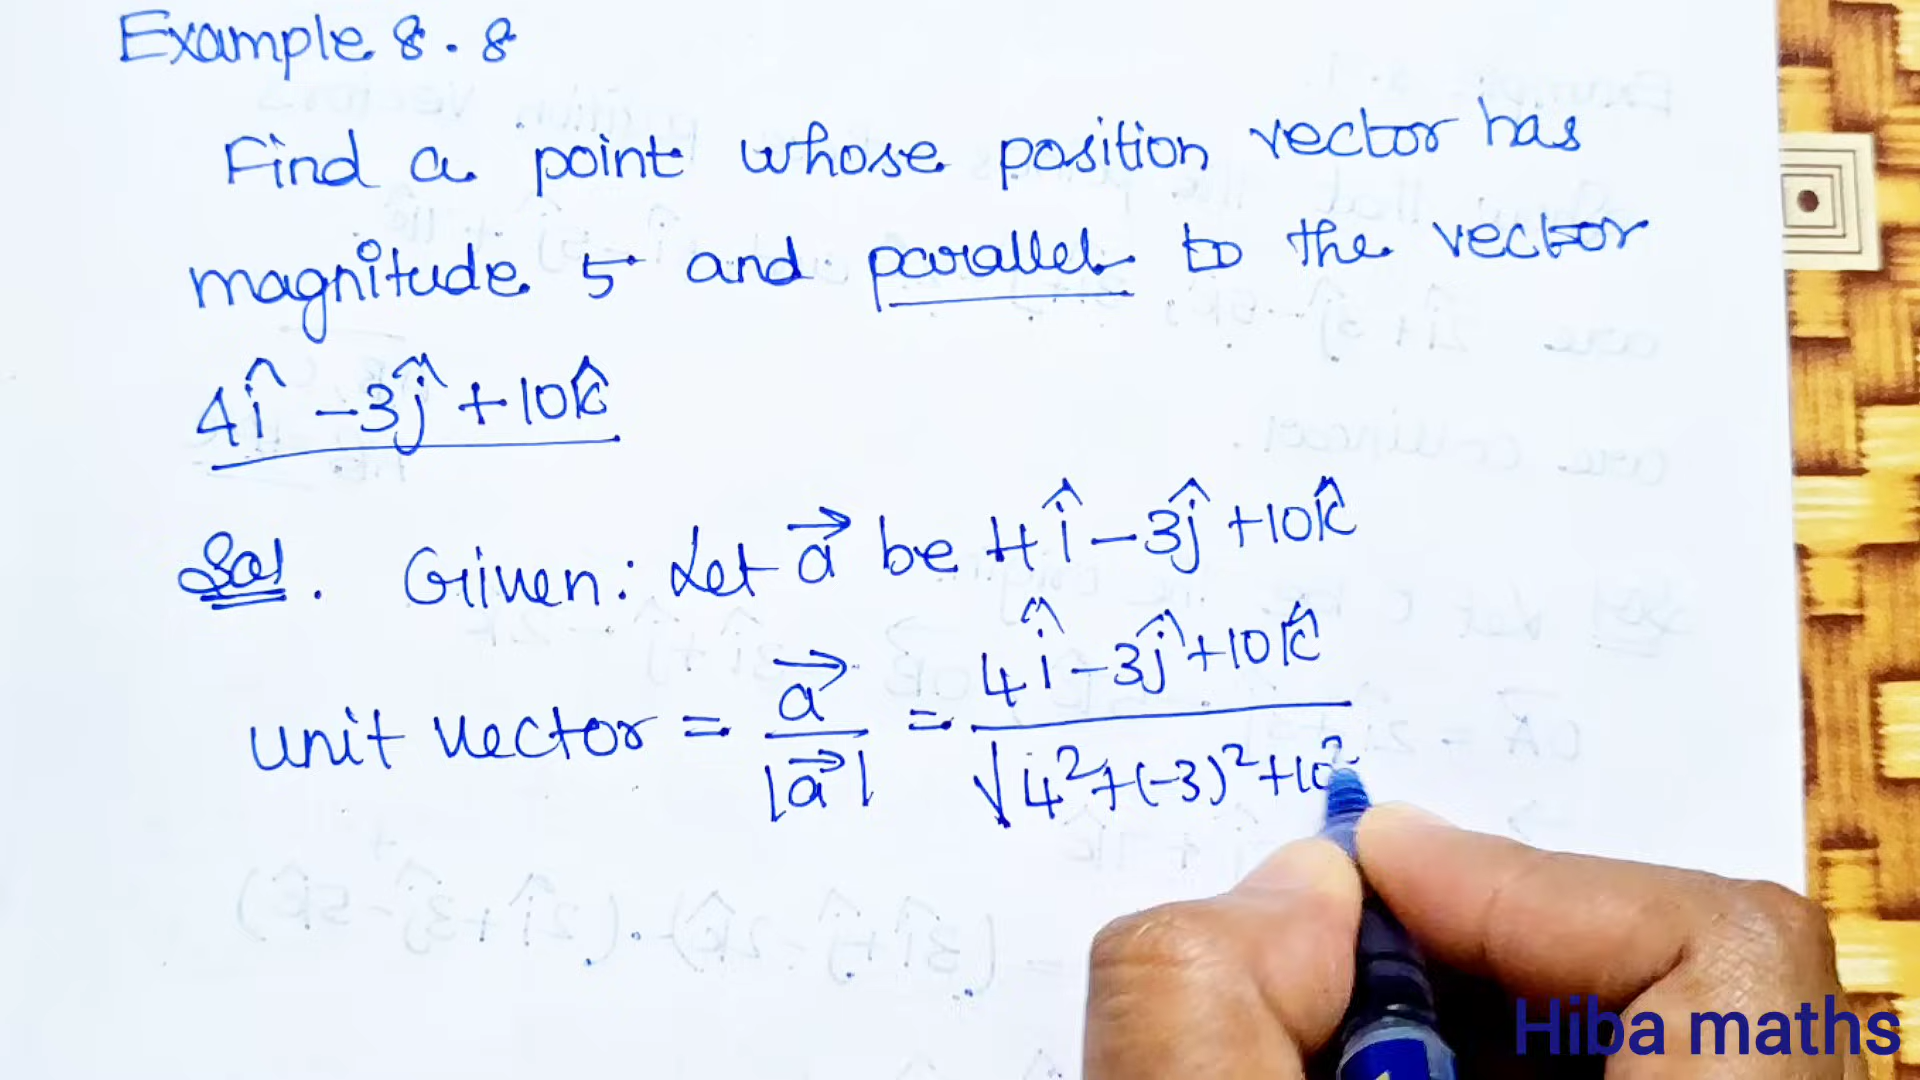 Example 8.8
Find a point whose position vector has
magnitude 5 and parallel to the vector
4î - 3ĵ + 10k̂
Sol. Given: Let a⃗ be 4î - 3ĵ + 10k̂
unit vector = a⃗/|a⃗| = (4î - 3ĵ + 10k̂)/√4² + (-3)² + 10²
Hiba maths